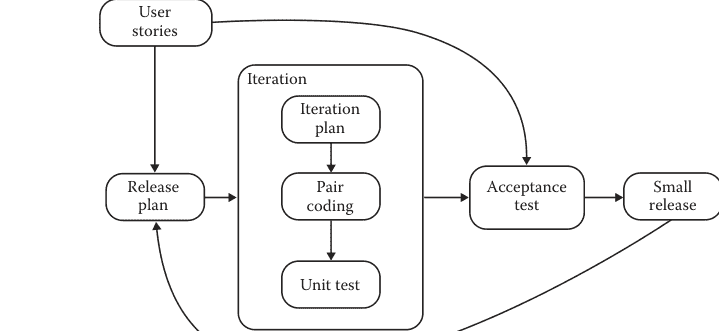 User
stories
Iteration
Iteration
plan
Release
plan
Pair
coding
Acceptance
test
Small
release
Unit test